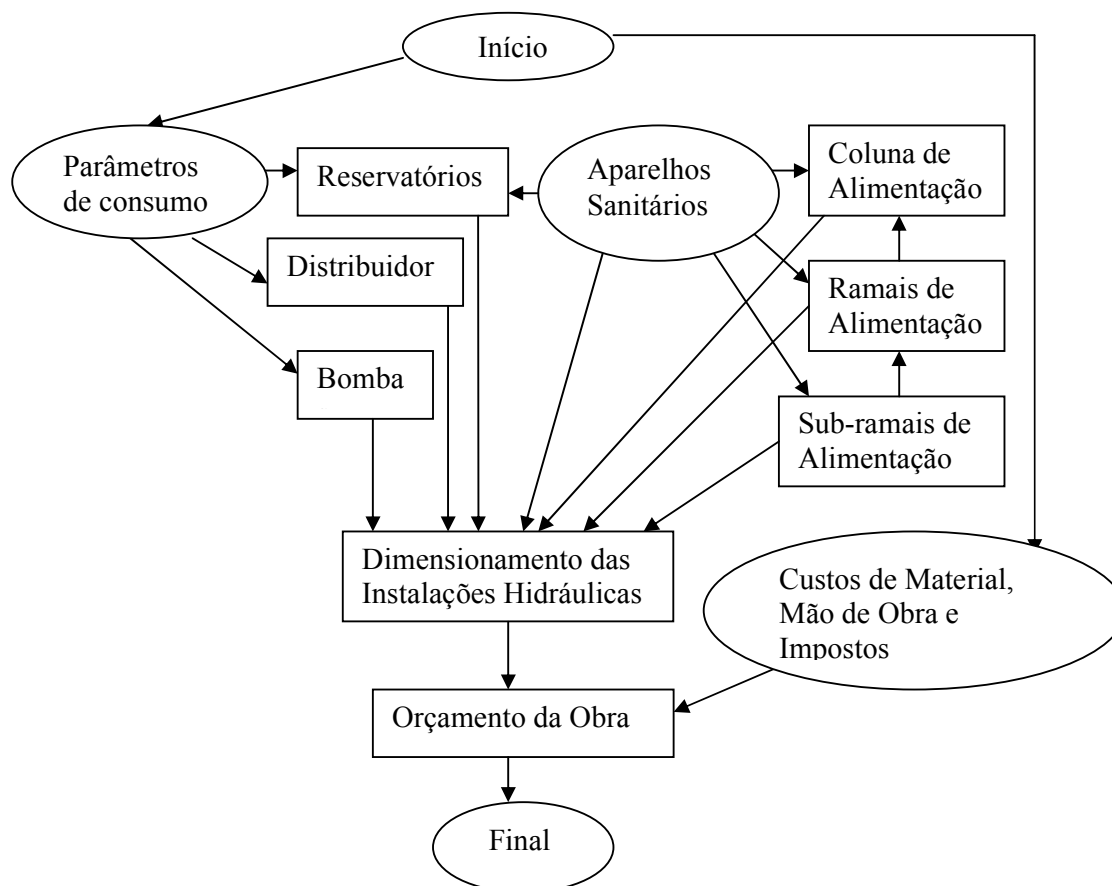 Início
Parâmetros
de consumo
Reservatórios
Aparelhos
Sanitários
Coluna de
Alimentação
Distribuidor
Ramais de
Alimentação
Bomba
Sub-ramais de
Alimentação
Dimensionamento das
Instalações Hidráulicas
Custos de Material,
Mão de Obra e
Impostos
Orçamento da Obra
Final